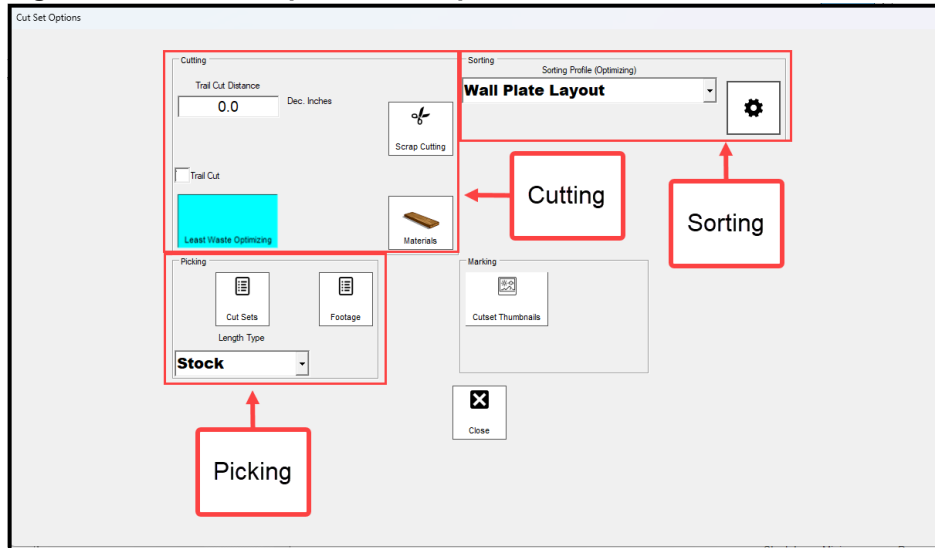 Cut Set Options
Cutting
Trail Cut Distance
0.0
Dec. Inches
Scrap Cutting
Trail Cut
Least Waste Optimizing
Materials
Sorting
Sorting Profile (Optimizing)
Wall Plate Layout
Cutting
Sorting
Picking
Cut Sets
Footage
Length Type
Stock
Marking
Cutset Thumbnails
Close
Picking